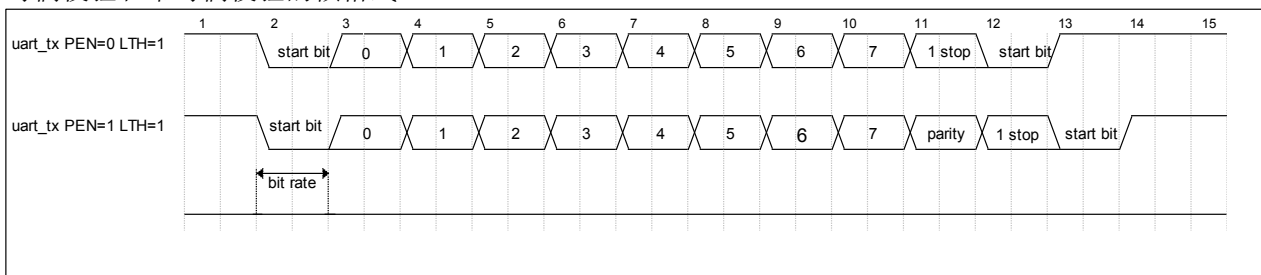 1 2 3 4 5 6 7 8 9 10 11 12 13 14 15
uart_tx PEN=0 LTH=1 start bit 0 1 2 3 4 5 6 7 1 stop start bit
uart_tx PEN=1 LTH=1 start bit 0 1 2 3 4 5 6 7 parity 1 stop start bit
bit rate